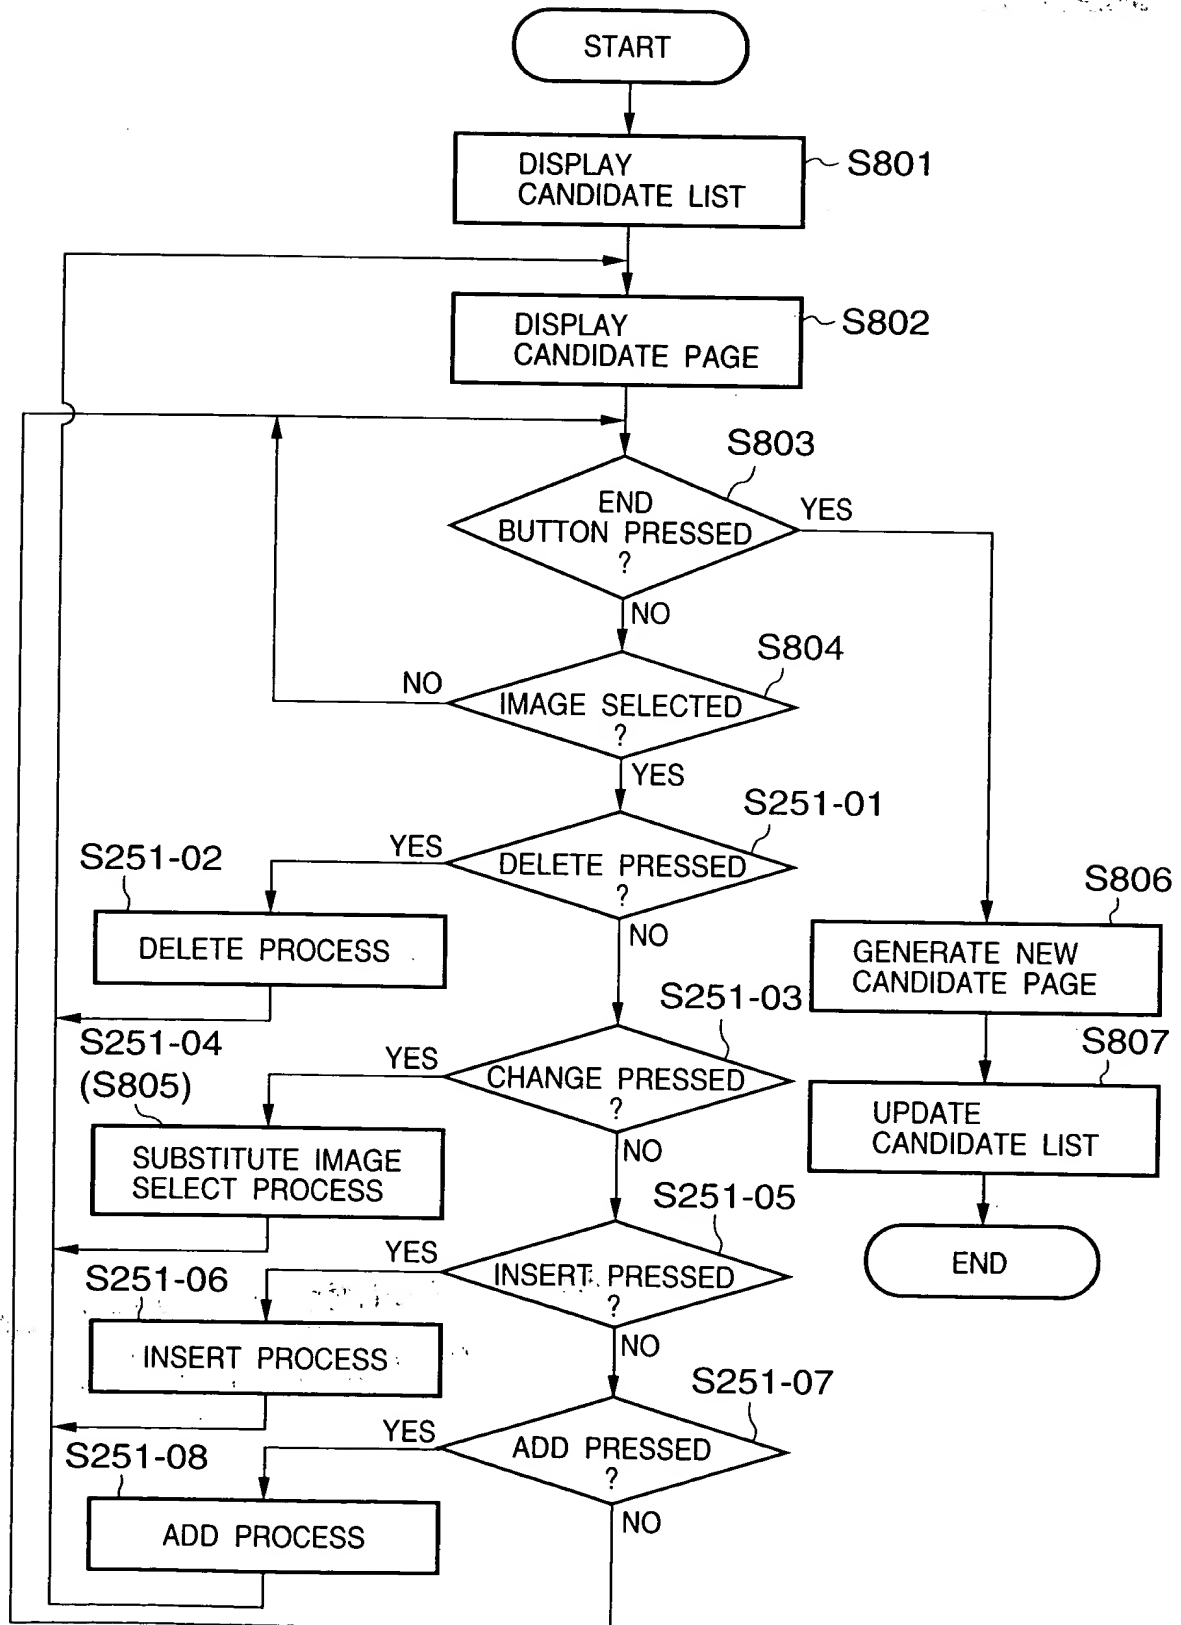 START
DISPLAY
CANDIDATE LIST
S801
DISPLAY
CANDIDATE PAGE
S802
S803
END
BUTTON PRESSED
?
YES
NO
S804
NO
IMAGE SELECTED
?
YES
S251-01
YES
DELETE PRESSED
?
S251-02
DELETE PROCESS
NO
S806
GENERATE NEW
CANDIDATE PAGE
S251-03
S251-04
(S805)
YES
CHANGE PRESSED
?
S807
UPDATE
CANDIDATE LIST
SUBSTITUTE IMAGE
SELECT PROCESS
NO
S251-05
YES
INSERT PRESSED
?
END
S251-06
INSERT PROCESS
NO
S251-07
YES
ADD PRESSED
?
S251-08
ADD PROCESS
NO